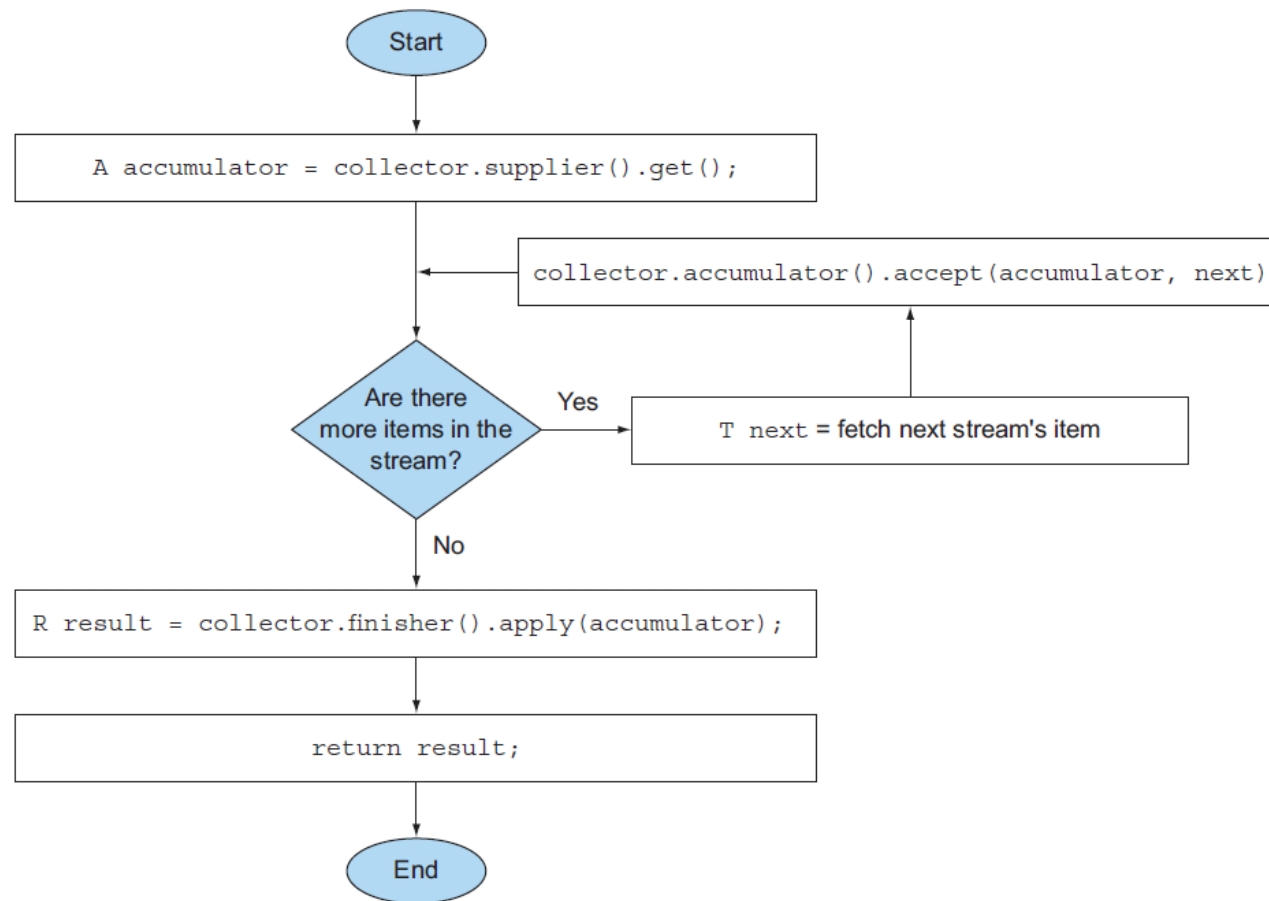 Start
A accumulator = collector.supplier().get();
collector.accumulator().accept(accumulator, next)
Are there
more items in the
stream?
Yes
T next = fetch next stream's item
No
R result = collector.finisher().apply(accumulator);
return result;
End